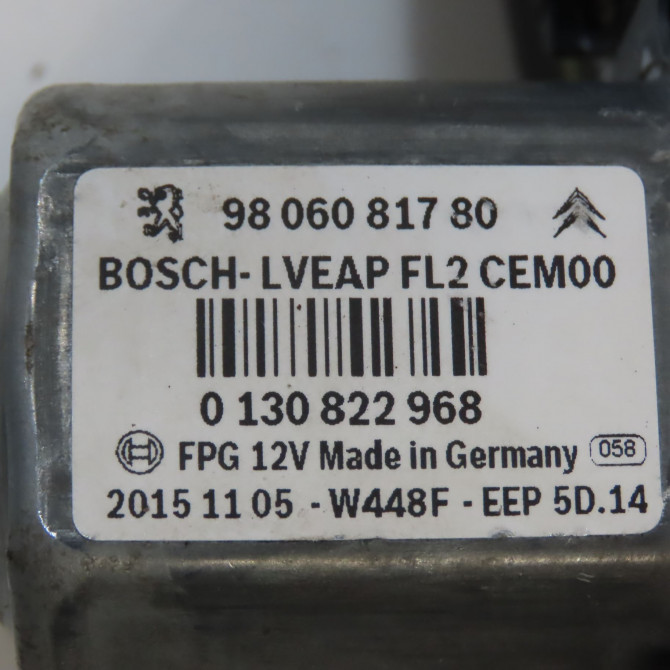 98 060 817 80
BOSCH- LVEAP FL2 CEM00
0 130 822 968
FPG 12V Made in Germany 058
2015 11 05 - W448F - EEP 5D.14